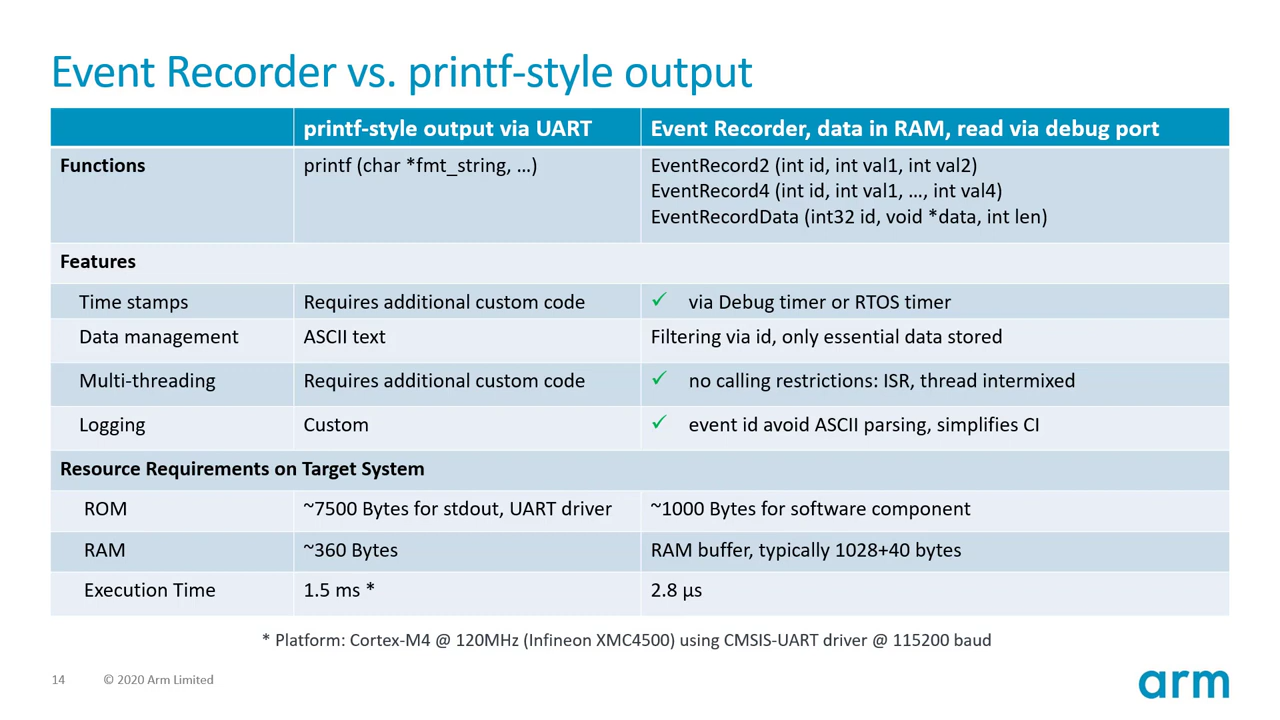 Event Recorder vs. printf-style output
printf-style output via UART
Event Recorder, data in RAM, read via debug port
Functions
printf (char *fmt_string, …)
EventRecord2 (int id, int val1, int val2)
EventRecord4 (int id, int val1, …, int val4)
EventRecordData (int32 id, void *data, int len)
Features
Time stamps
Requires additional custom code
✓ via Debug timer or RTOS timer
Data management
ASCII text
Filtering via id, only essential data stored
Multi-threading
Requires additional custom code
✓ no calling restrictions: ISR, thread intermixed
Logging
Custom
✓ event id avoid ASCII parsing, simplifies CI
Resource Requirements on Target System
ROM
~7500 Bytes for stdout, UART driver
~1000 Bytes for software component
RAM
~360 Bytes
RAM buffer, typically 1028+40 bytes
Execution Time
1.5 ms *
2.8 µs
* Platform: Cortex-M4 @ 120MHz (Infineon XMC4500) using CMSIS-UART driver @ 115200 baud
14
© 2020 Arm Limited
arm